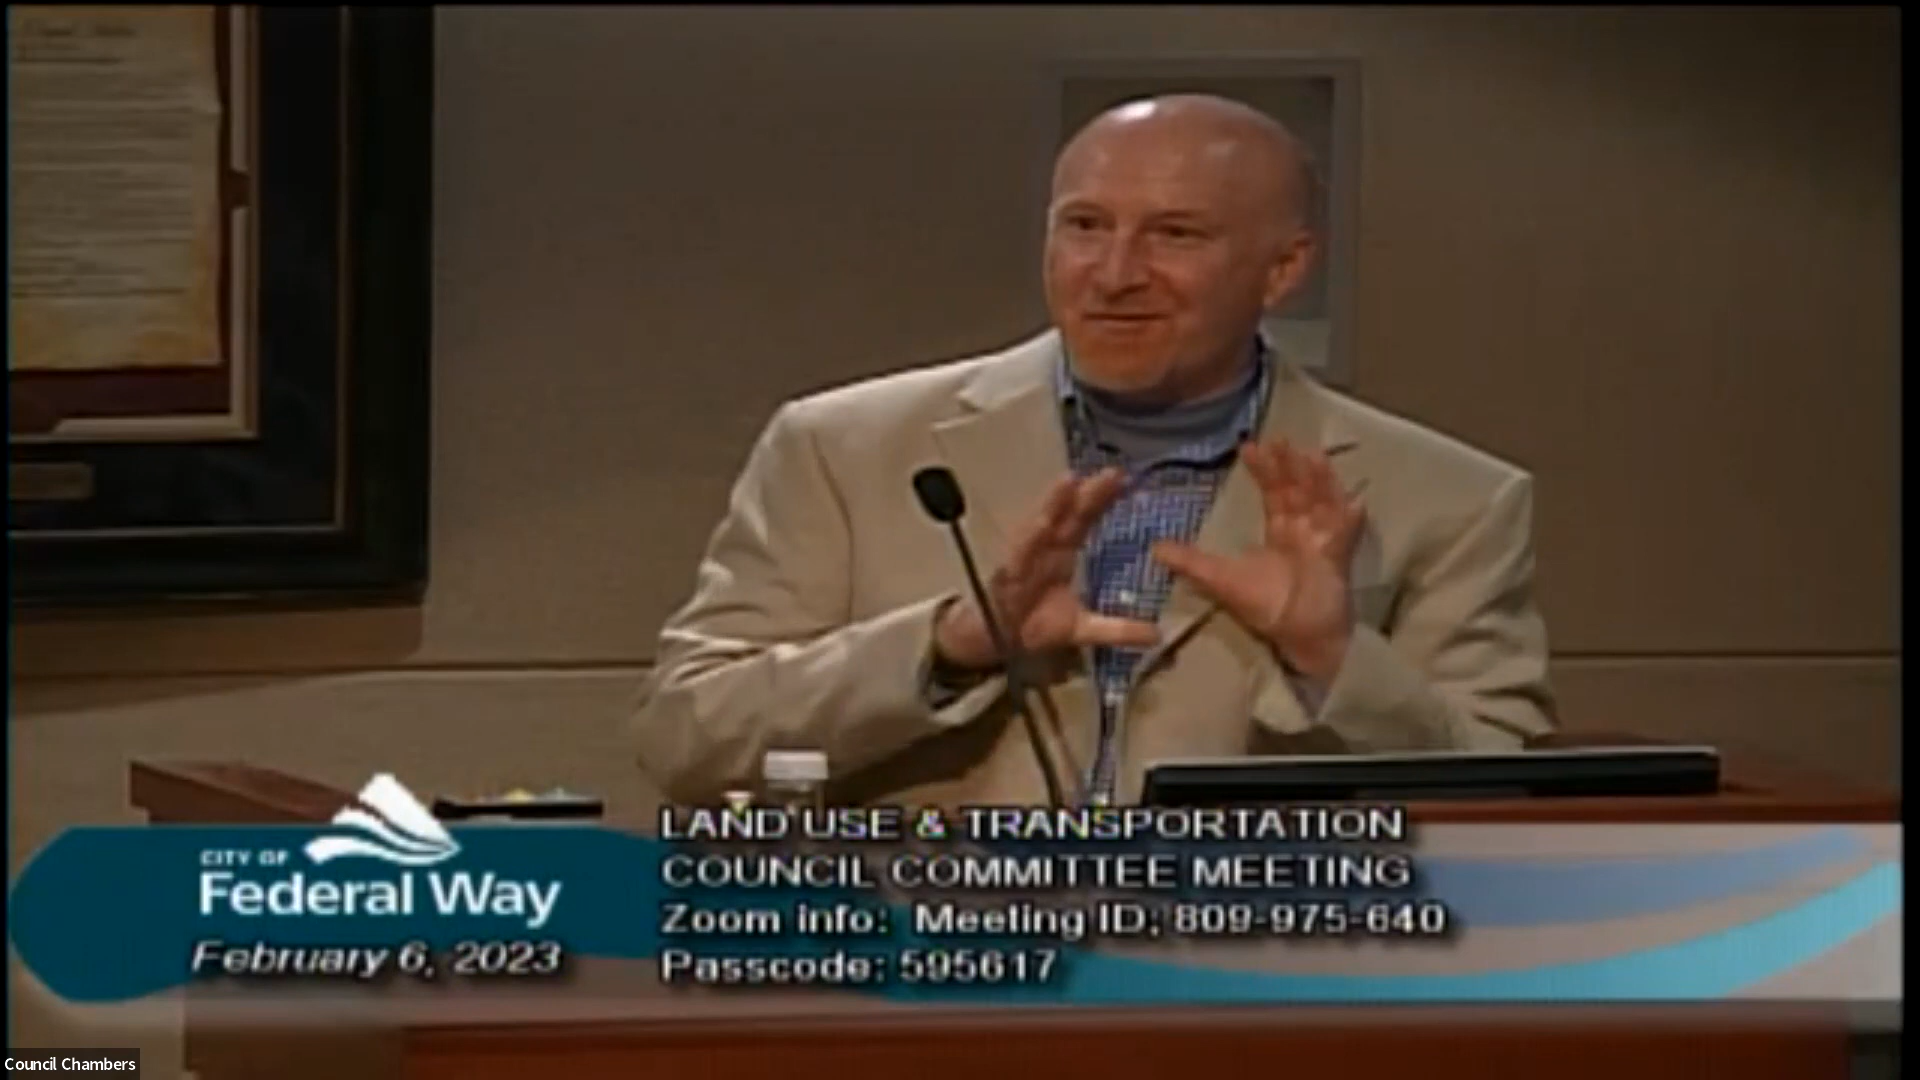 CITY OF
Federal Way
February 6, 2023
LAND USE & TRANSPORTATION
COUNCIL COMMITTEE MEETING
Zoom info: Meeting ID; 809-975-640
Passcode: 595617
Council Chambers